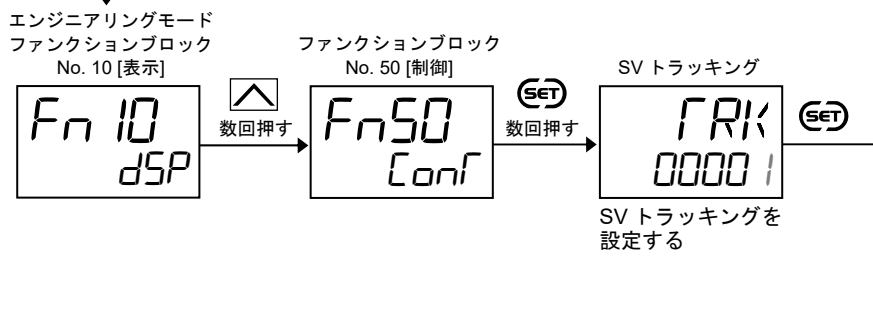 エンジニアリングモード
ファンクションブロック
No. 10 [表示]
Fn 10
dSP
数回押す
ファンクションブロック
No. 50 [制御]
Fn50
ConT
SET
数回押す
SV トラッキング
TRK
00001
SV トラッキングを
設定する
SET